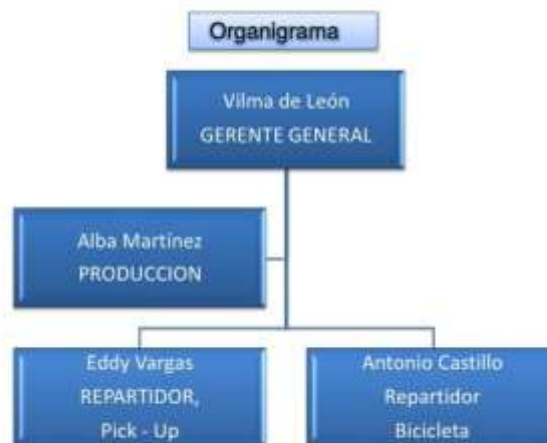 Organigrama
Vilma de León
GERENTE GENERAL
Alba Martínez
PRODUCCION
Eddy Vargas
REPARTIDOR,
Pick - Up
Antonio Castillo
Repartidor
Bicicleta